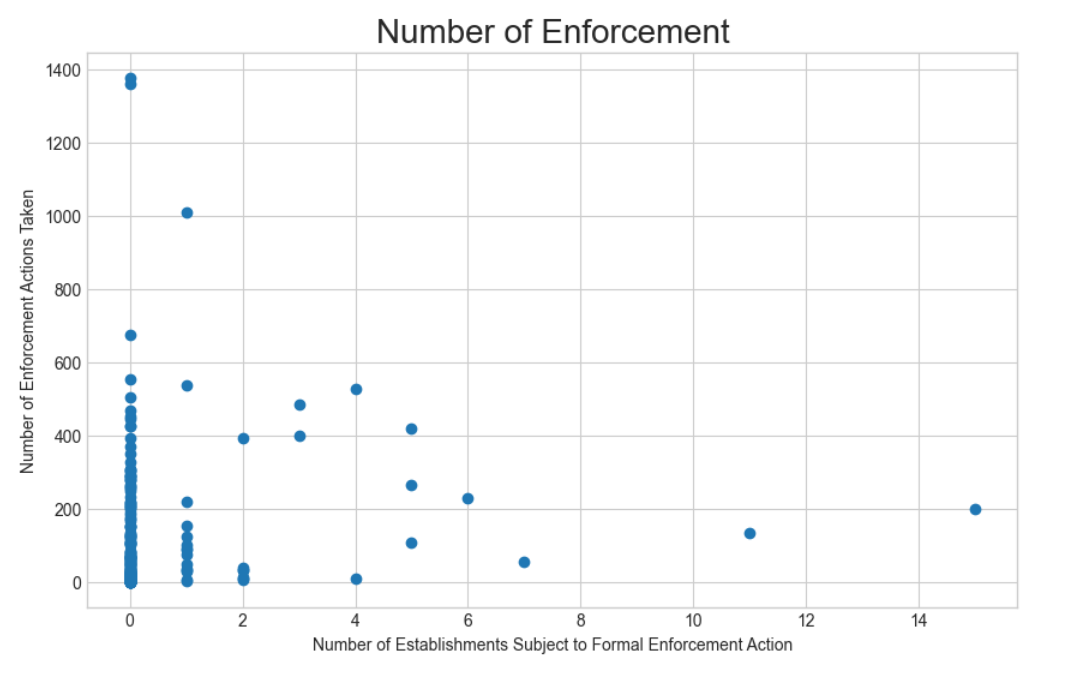 Number of Enforcement
1400
1200
1000
800
600
400
200
0
Number of Enforcement Actions Taken
0 2 4 6 8 10 12 14
Number of Establishments Subject to Formal Enforcement Action